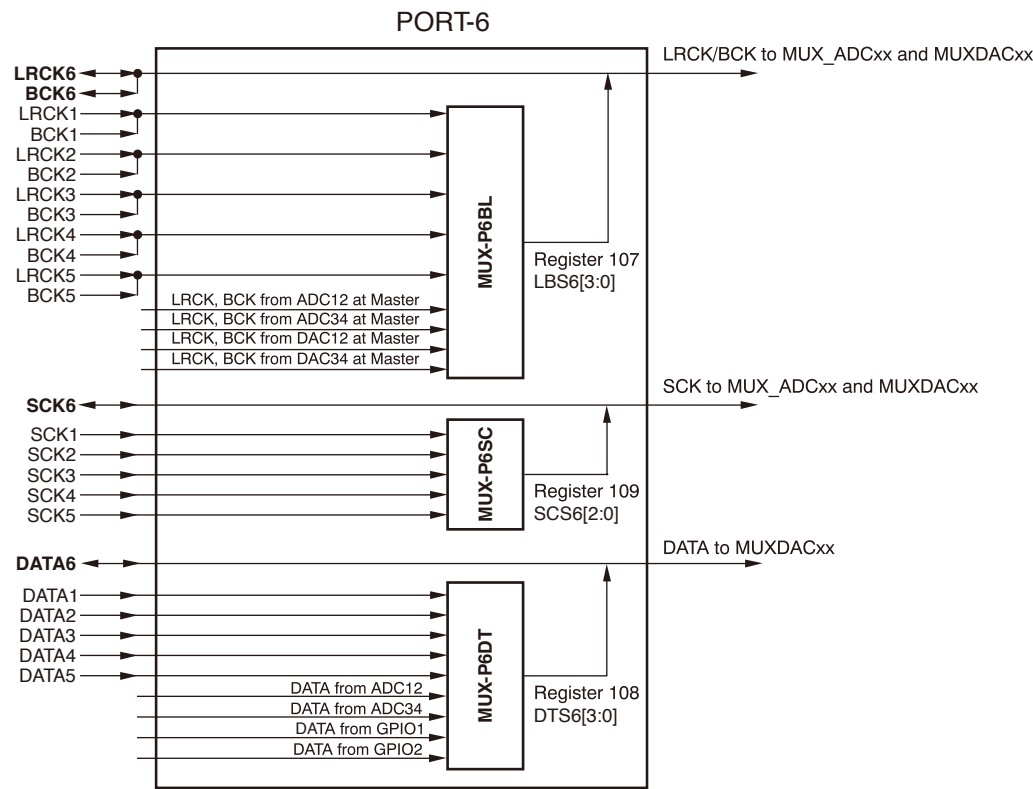 PORT-6
LRCK/BCK to MUX_ADCxx and MUXDACxx
LRCK6
BCK6
LRCK1
BCK1
LRCK2
BCK2
LRCK3
BCK3
LRCK4
BCK4
LRCK5
BCK5
LRCK, BCK from ADC12 at Master
LRCK, BCK from ADC34 at Master
LRCK, BCK from DAC12 at Master
LRCK, BCK from DAC34 at Master
MUX-P6BL
Register 107
LBS6[3:0]
SCK to MUX_ADCxx and MUXDACxx
SCK6
SCK1
SCK2
SCK3
SCK4
SCK5
MUX-P6SC
Register 109
SCS6[2:0]
DATA to MUXDACxx
DATA6
DATA1
DATA2
DATA3
DATA4
DATA5
DATA from ADC12
DATA from ADC34
DATA from GPIO1
DATA from GPIO2
MUX-P6DT
Register 108
DTS6[3:0]